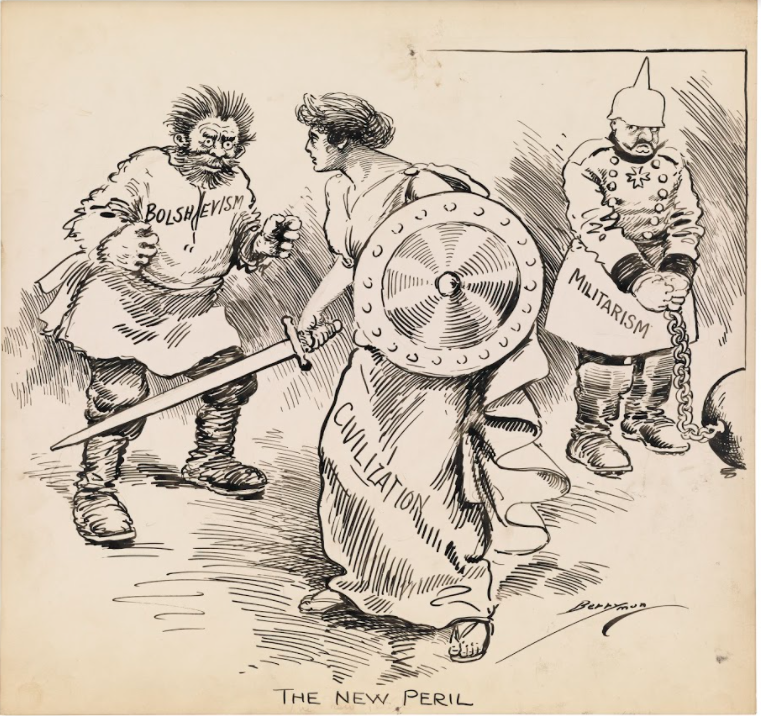 BOLSHEVISM
MILITARISM
CIVILIZATION
Berryman
THE NEW PERIL